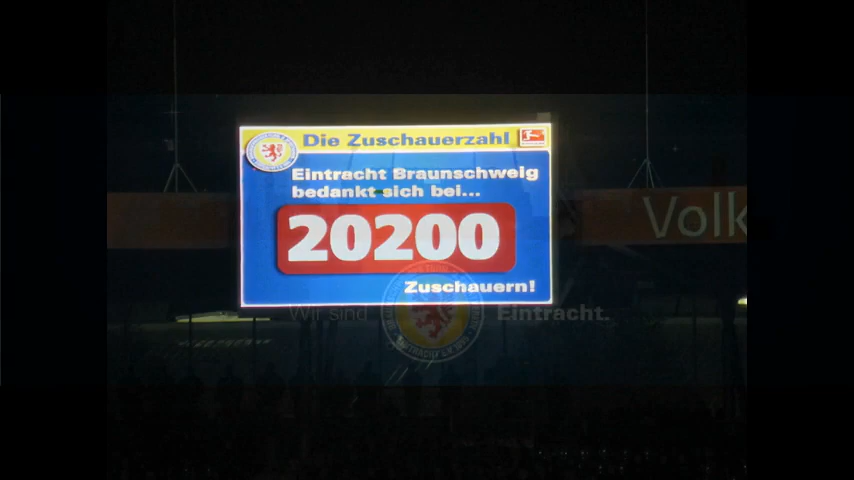 Die Zuschauerzahl
Eintracht Braunschweig
bedankt sich bei...
20200
Zuschauern!
Volk
Wir sind Eintracht.